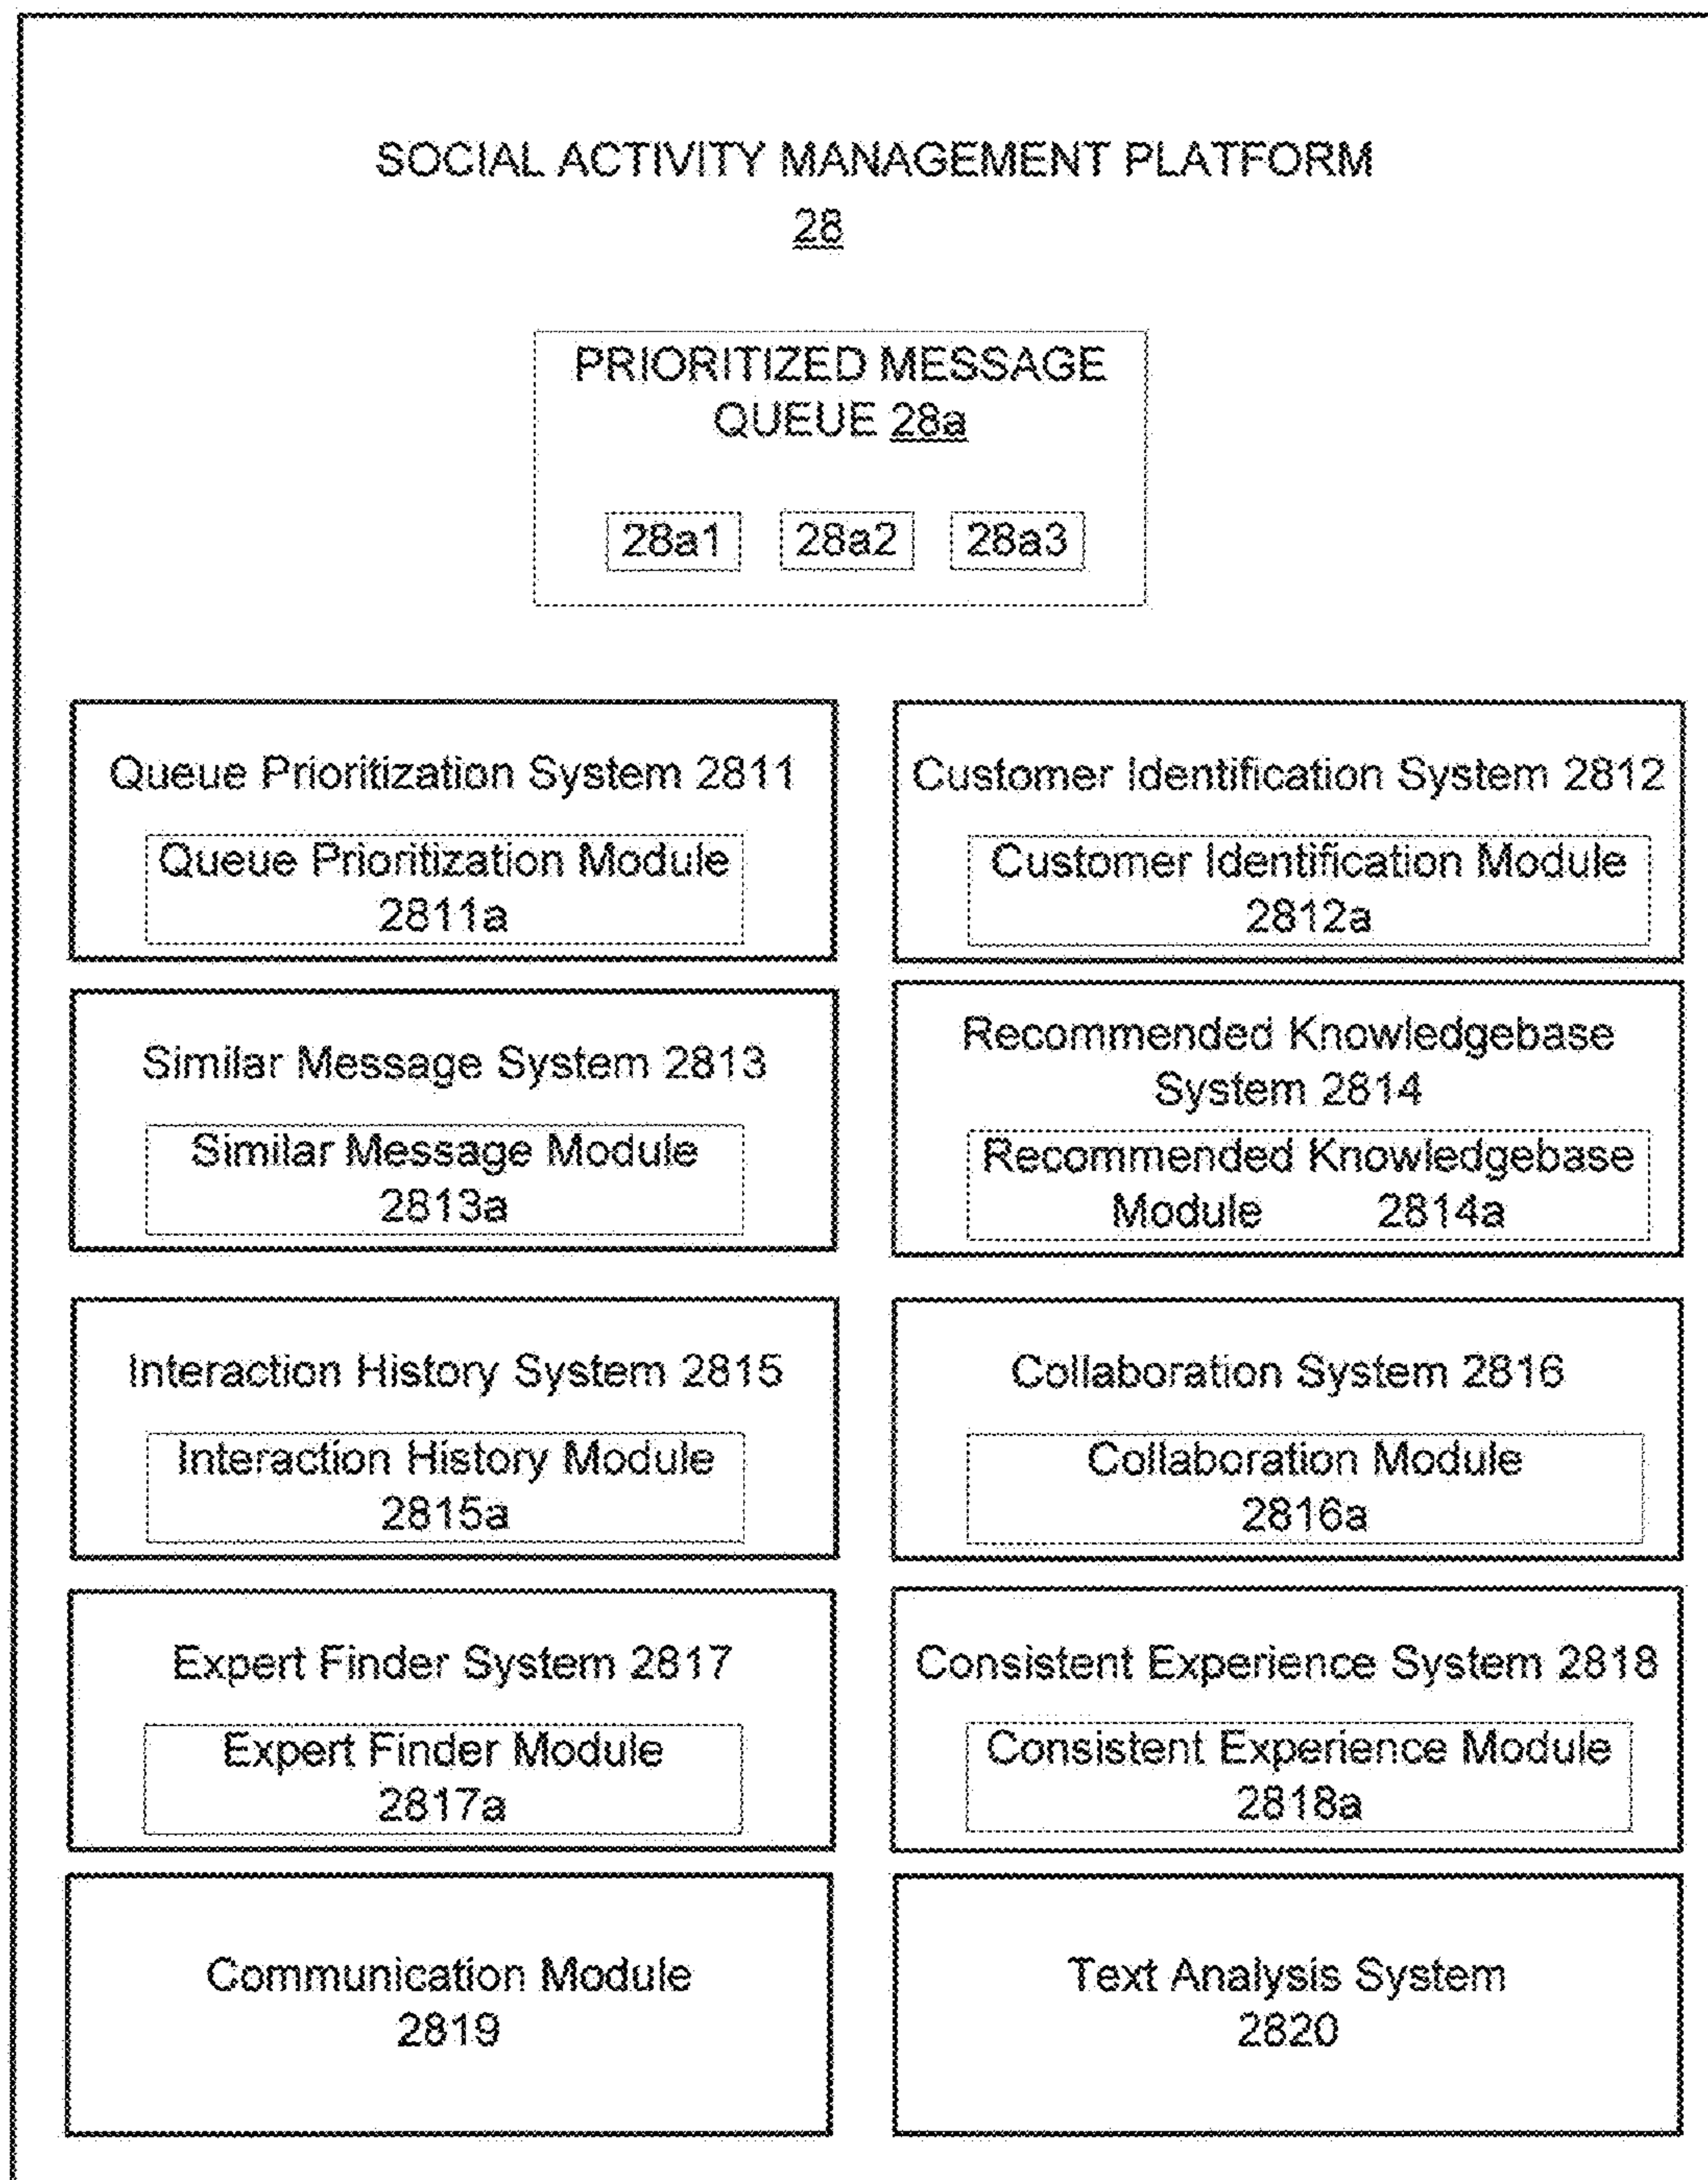 SOCIAL ACTIVITY MANAGEMENT PLATFORM
28
PRIORITIZED MESSAGE
QUEUE 28a
28a1 28a2 28a3
Queue Prioritization System 2811
Queue Prioritization Module
2811a
Customer Identification System 2812
Customer Identification Module
2812a
Similar Message System 2813
Similar Message Module
2813a
Recommended Knowledgebase
System 2814
Recommended Knowledgebase
Module 2814a
Interaction History System 2815
Interaction History Module
2815a
Collaboration System 2816
Collaboration Module
2816a
Expert Finder System 2817
Expert Finder Module
2817a
Consistent Experience System 2818
Consistent Experience Module
2818a
Communication Module
2819
Text Analysis System
2820